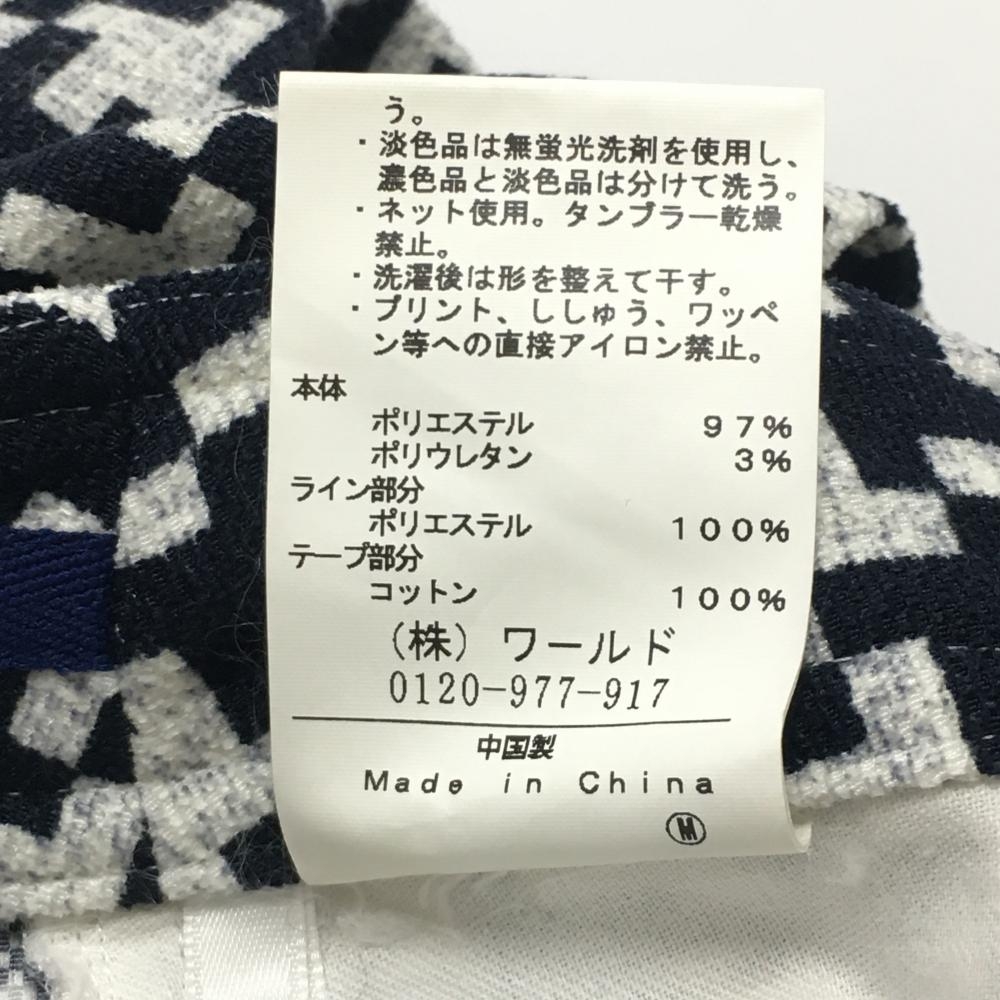 う。
・淡色品は無蛍光洗剤を使用し、
濃色品と淡色品は分けて洗う。
・ネット使用。タンブラー乾燥
禁止。
・洗濯後は形を整えて干す。
・プリント、ししゅう、ワッペ
ン等への直接アイロン禁止。
本体
ポリエステル 97%
ポリウレタン 3%
ライン部分
ポリエステル 100%
テープ部分
コットン 100%
(株) ワールド
0120-977-917
中国製
Made in China
Ⓜ